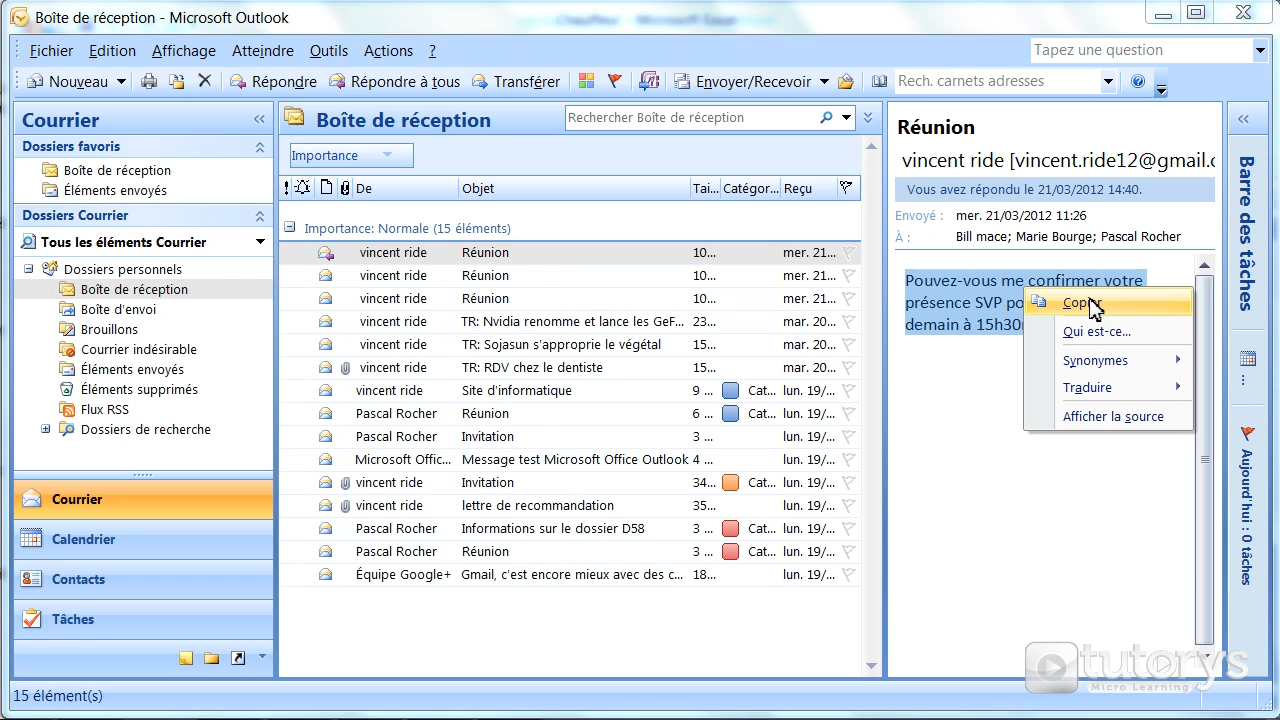 Boîte de réception - Microsoft Outlook
Fichier Edition Affichage Atteindre Outils Actions ?
Tapez une question
Nouveau Répondre Répondre à tous Transférer Envoyer/Recevoir Rech. carnets adresses
Courrier
Dossiers favoris
Boîte de réception
Éléments envoyés
Dossiers Courrier
Tous les éléments Courrier
Dossiers personnels
Boîte de réception
Boîte d'envoi
Brouillons
Courrier indésirable
Éléments envoyés
Éléments supprimés
Flux RSS
Dossiers de recherche
Courrier
Calendrier
Contacts
Tâches
Boîte de réception
Rechercher Boîte de réception
Importance
! De Objet Tai... Catégor... Reçu
Importance: Normale (15 éléments)
vincent ride Réunion 10... mer. 21...
vincent ride Réunion 10... mer. 21...
vincent ride Réunion 10... mer. 21...
vincent ride TR: Nvidia renomme et lance les GeF... 23... mar. 20...
vincent ride TR: Sojasun s'approprie le végétal 15... mar. 20...
vincent ride TR: RDV chez le dentiste 15... mar. 20...
vincent ride Site d'informatique 9 ... Cat... lun. 19/...
Pascal Rocher Réunion 6 ... Cat... lun. 19/...
Pascal Rocher Invitation 3 ... lun. 19/...
Microsoft Offic... Message test Microsoft Office Outlook 4 ... lun. 19/...
vincent ride Invitation 34... Cat... lun. 19/...
vincent ride lettre de recommandation 35... lun. 19/...
Pascal Rocher Informations sur le dossier D58 3 ... Cat... lun. 19/...
Pascal Rocher Réunion 3 ... Cat... lun. 19/...
Équipe Google+ Gmail, c'est encore mieux avec des c... 18... lun. 19/...
Réunion
vincent ride [vincent.ride12@gmail.c
Vous avez répondu le 21/03/2012 14:40.
Envoyé : mer. 21/03/2012 11:26
À : Bill mace; Marie Bourge; Pascal Rocher
Pouvez-vous me confirmer votre
présence SVP po
demain à 15h30
Copier
Qui est-ce...
Synonymes
Traduire
Afficher la source
Barre des tâches
...
Aujourd'hui : 0 tâches
15 élément(s)
tutorys
Micro Learning